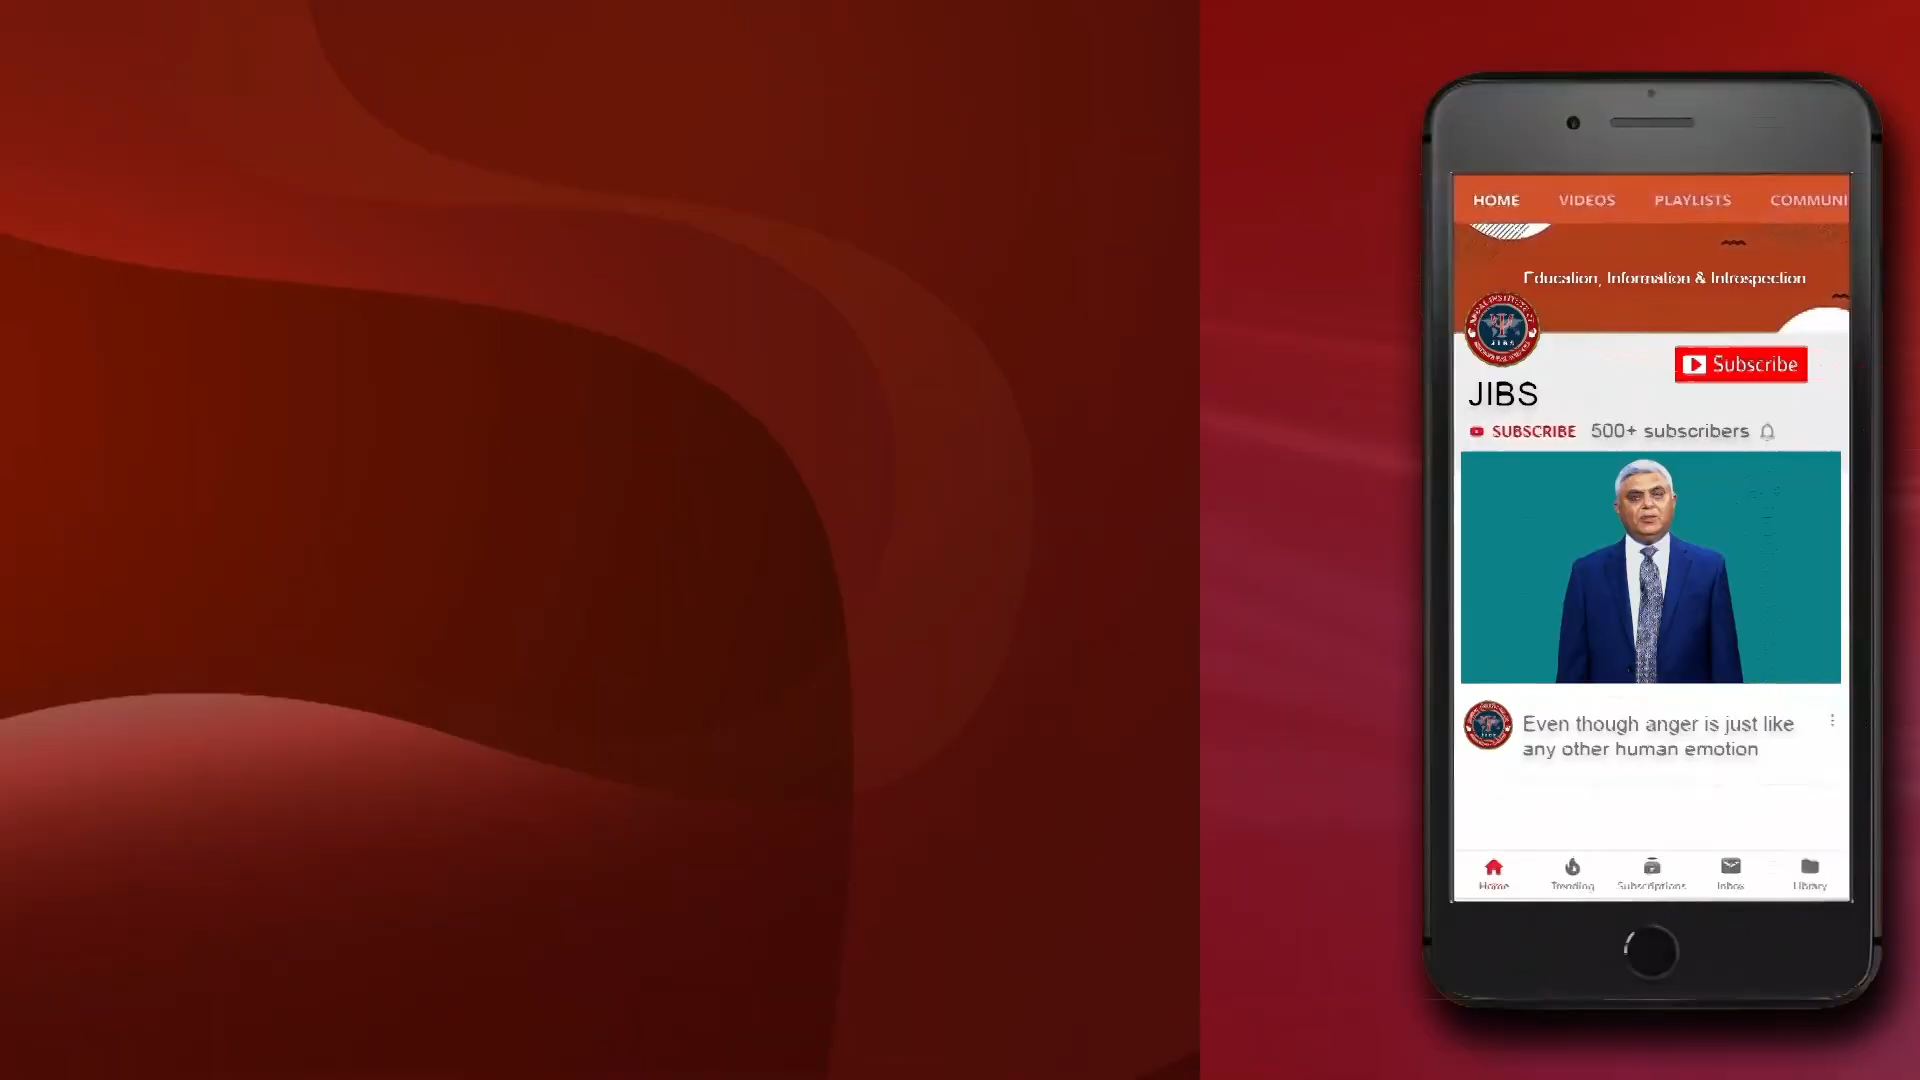 HOME VIDEOS PLAYLISTS COMMUNI
Education, Information & Introspection
JIBS
Subscribe
JIBS
SUBSCRIBE 500+ subscribers
Even though anger is just like
any other human emotion
Home Trending Subscriptions Inbox Library